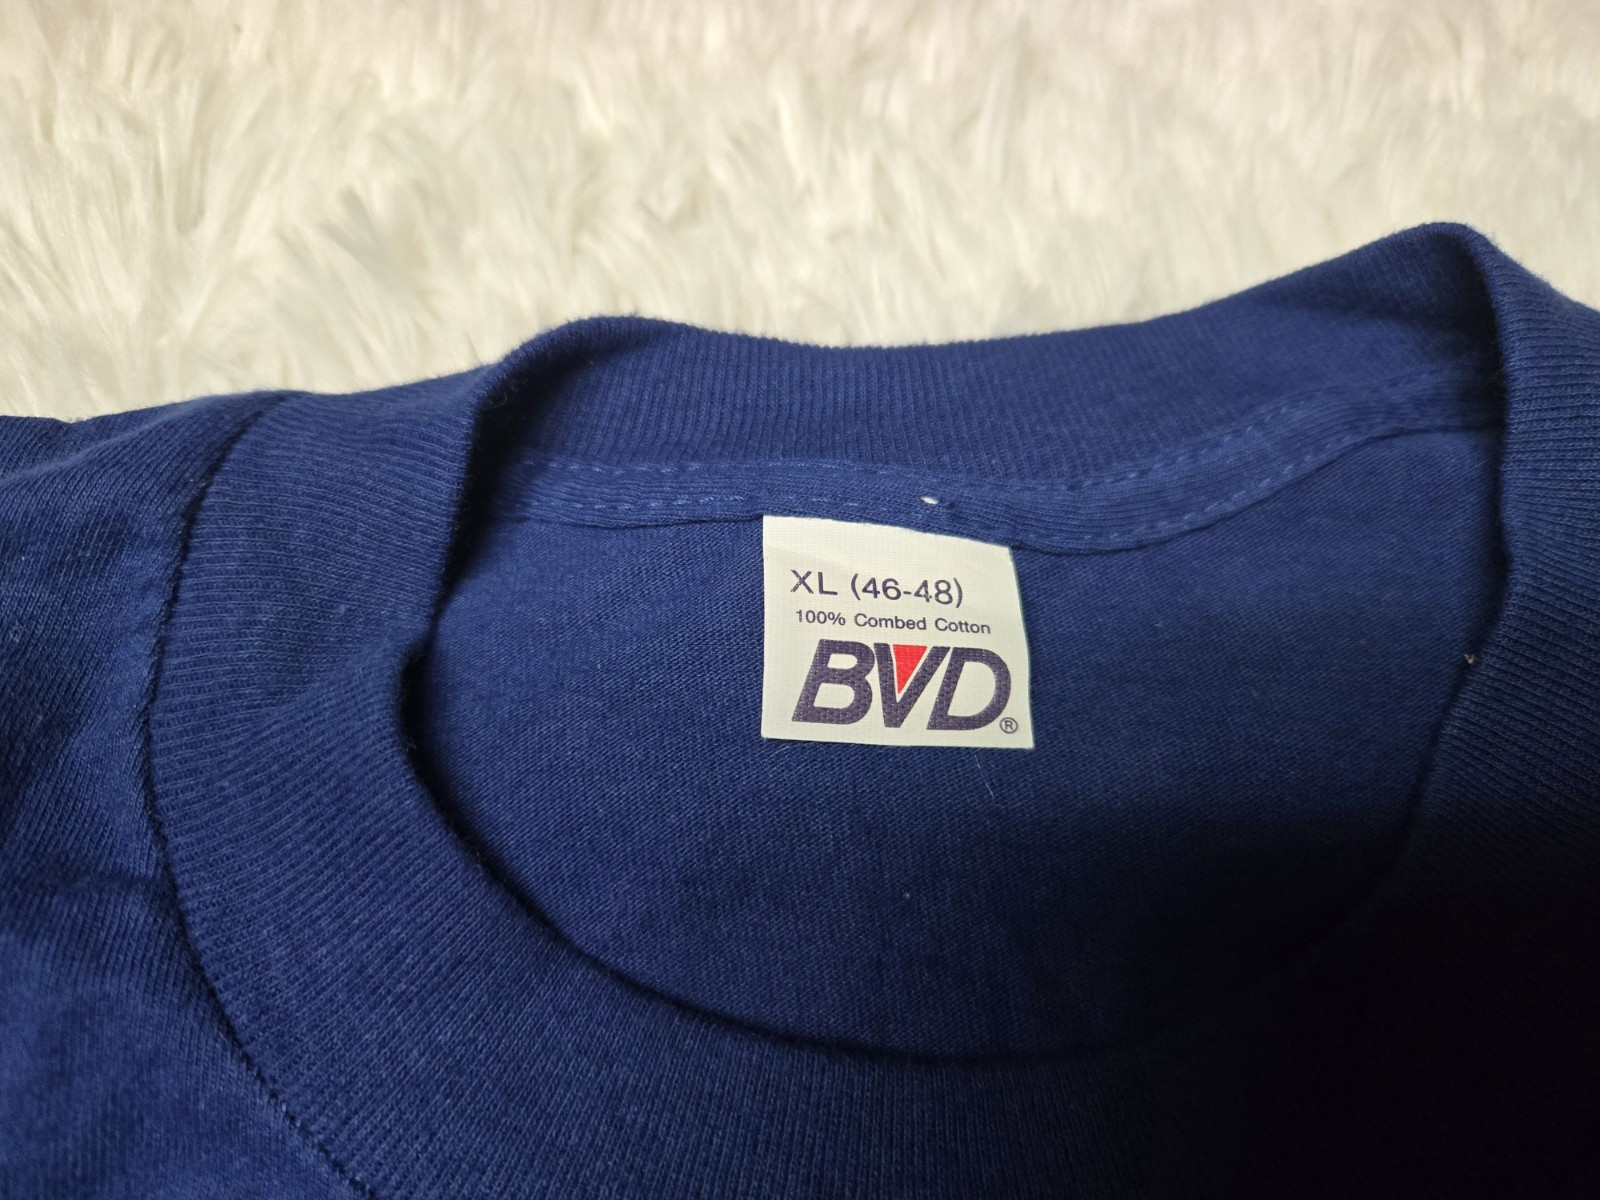 XL (46-48)
100% Combed Cotton
BVD®